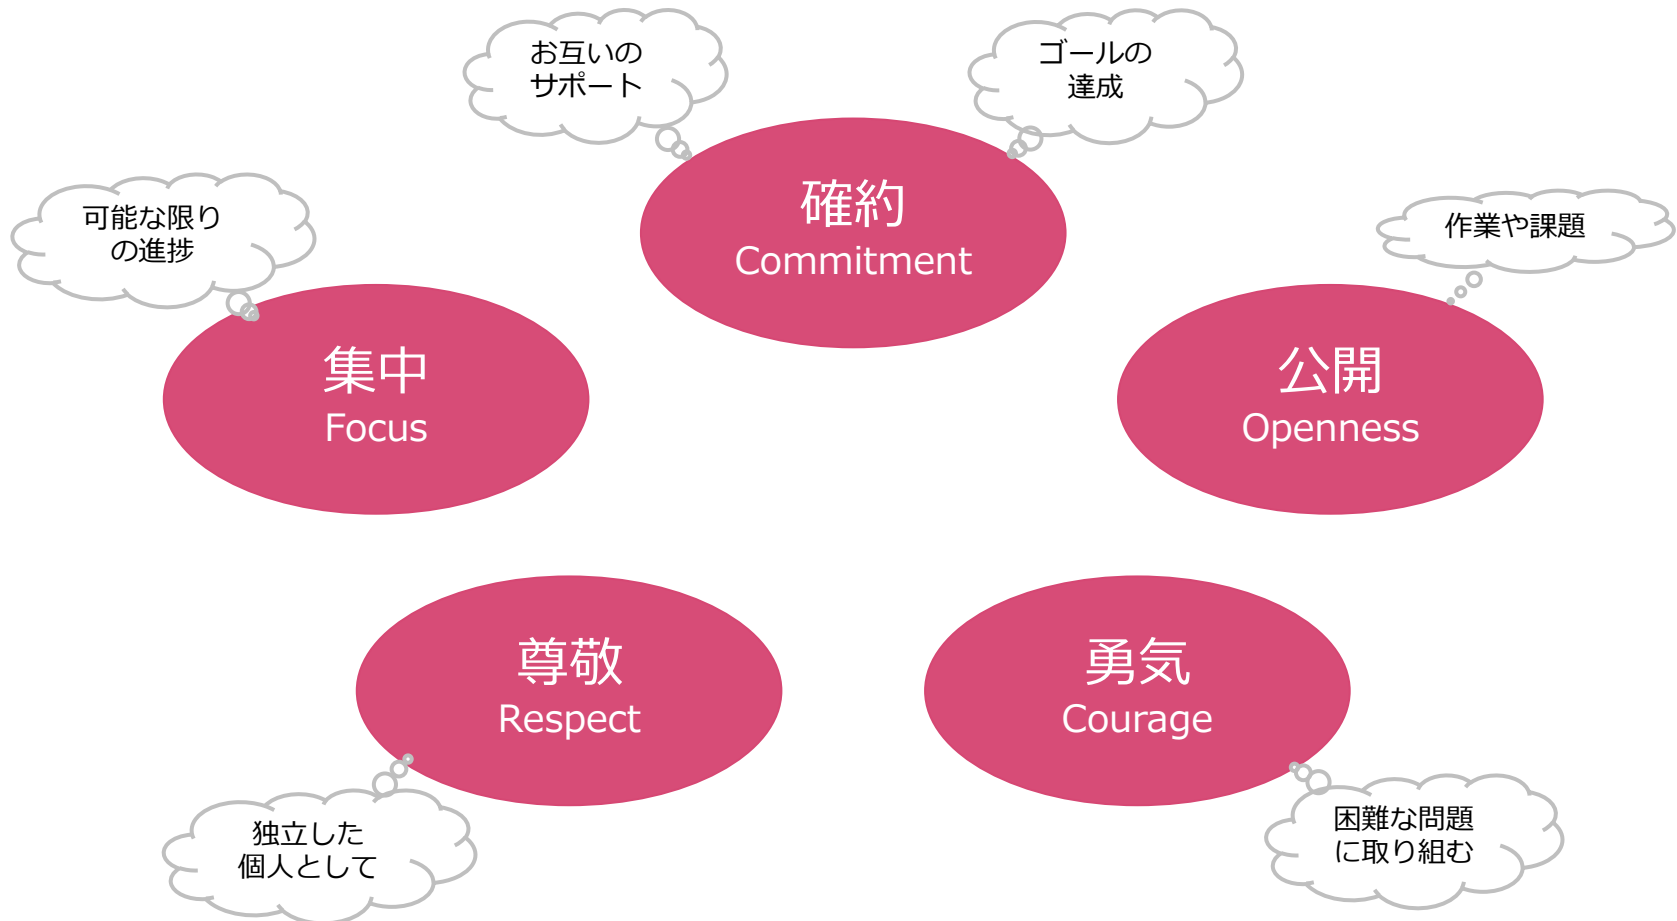 お互いの
サポート
ゴールの
達成
確約
Commitment
可能な限り
の進捗
作業や課題
集中
Focus
公開
Openness
尊敬
Respect
勇気
Courage
独立した
個人として
困難な問題
に取り組む